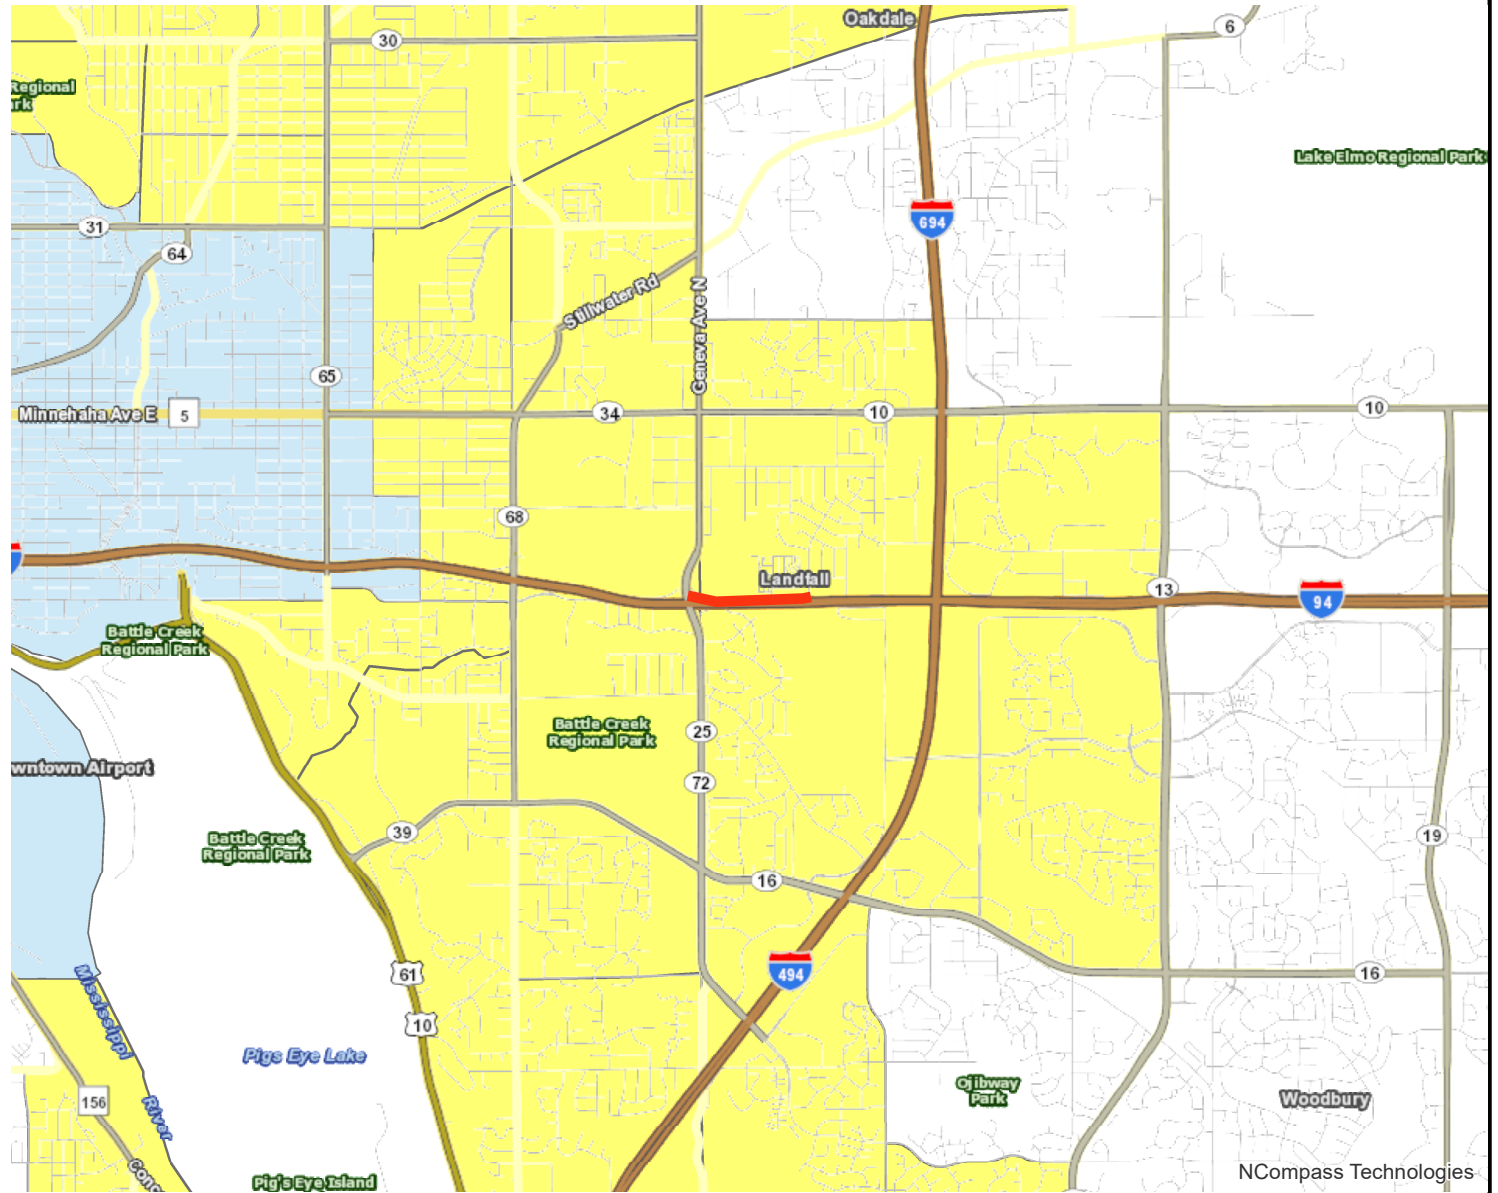 Oakdale
6
30
Regional
rk
Lake Elmo Regional Park
694
31
64
Stillwater Rd
Geneva Ave N
65
Minnehaha Ave E
5
34
10
10
68
Landfall
13
94
Battle Creek
Regional Park
Battle Creek
Regional Park
25
wntown Airport
72
39
Battle Creek
Regional Park
19
16
61
494
16
Mississippi
River
10
Pigs Eye Lake
Ojibway
Park
156
Woodbury
Conc
Pig's Eye Island
NCompass Technologies